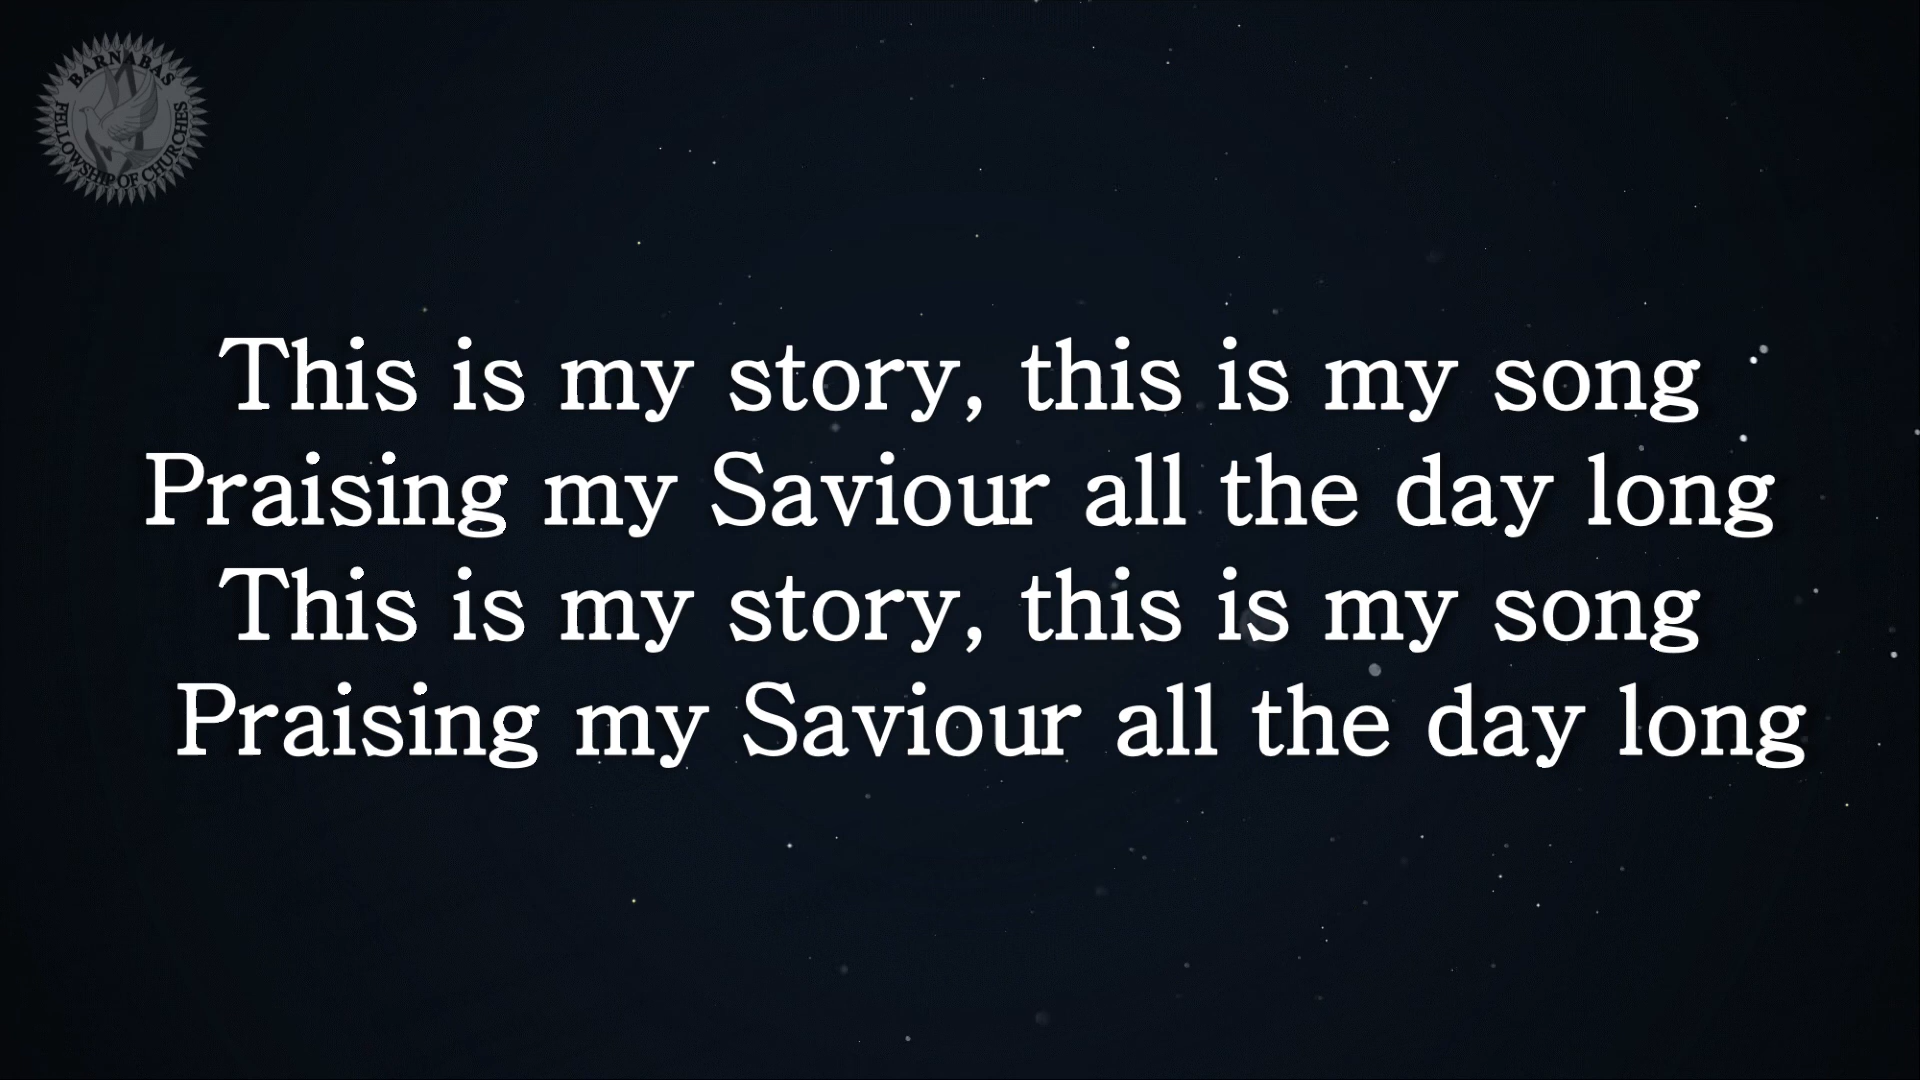 BARNABAS
FELLOWSHIP OF CHURCHES
This is my story, this is my song
Praising my Saviour all the day long
This is my story, this is my song
Praising my Saviour all the day long